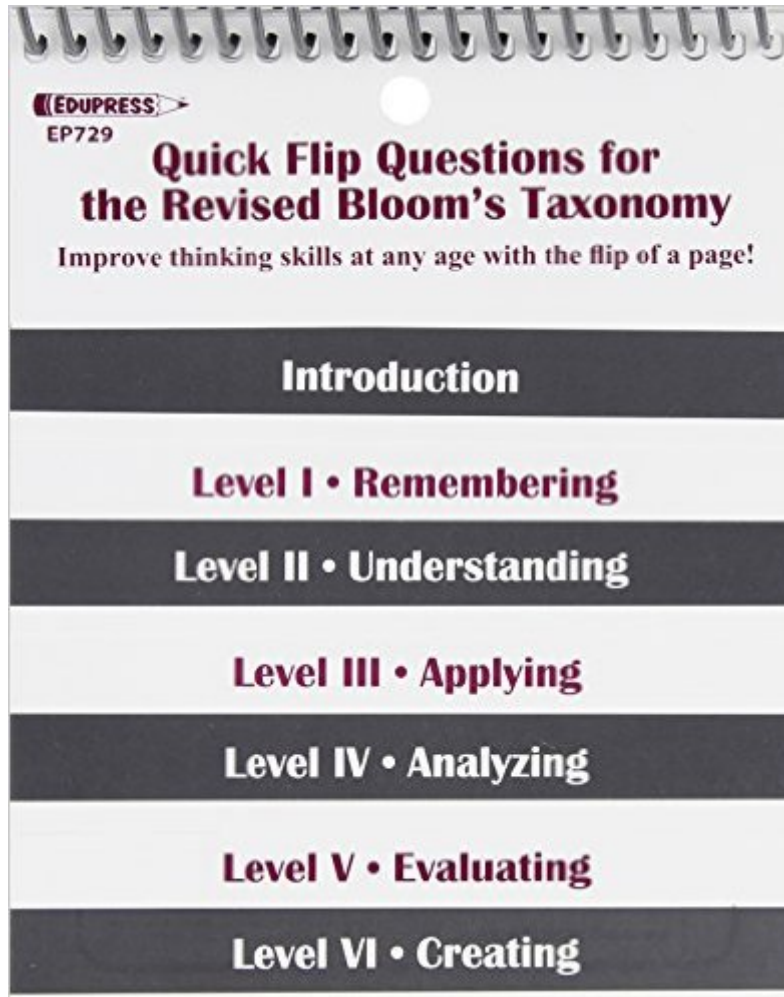 EDUPRESS
EP729
Quick Flip Questions for
the Revised Bloom's Taxonomy
Improve thinking skills at any age with the flip of a page!
Introduction
Level I • Remembering
Level II • Understanding
Level III • Applying
Level IV • Analyzing
Level V • Evaluating
Level VI • Creating